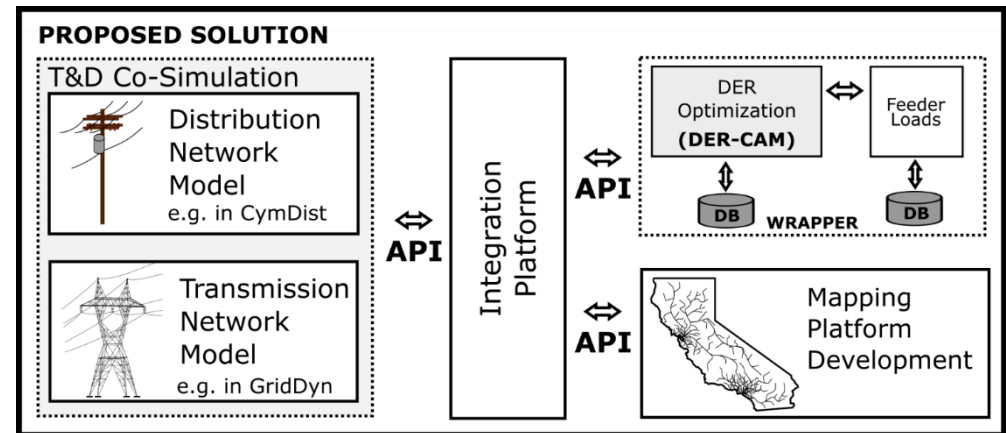 PROPOSED SOLUTION
T&D Co-Simulation
Distribution
Network
Model
e.g. in CymDist
Transmission
Network
Model
e.g. in GridDyn
API
Integration
Platform
API
API
DER
Optimization
(DER-CAM)
Feeder
Loads
DB
DB
WRAPPER
Mapping
Platform
Development